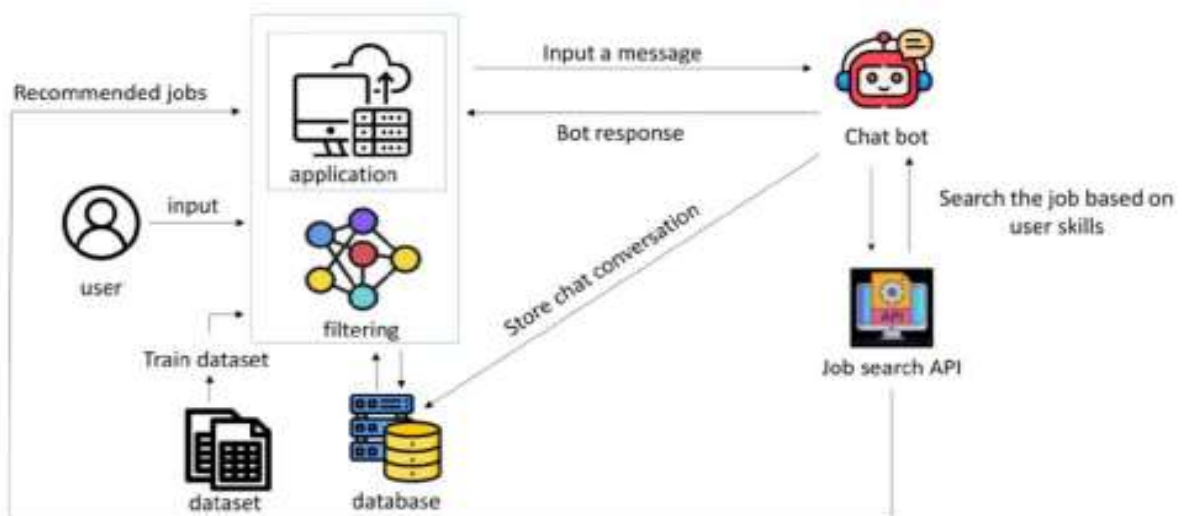 Input a message
Recommended jobs
Bot response
Chat bot
application
input
Search the job based on
user skills
user
Store chat conversation
filtering
API
Train dataset
Job search API
dataset
database